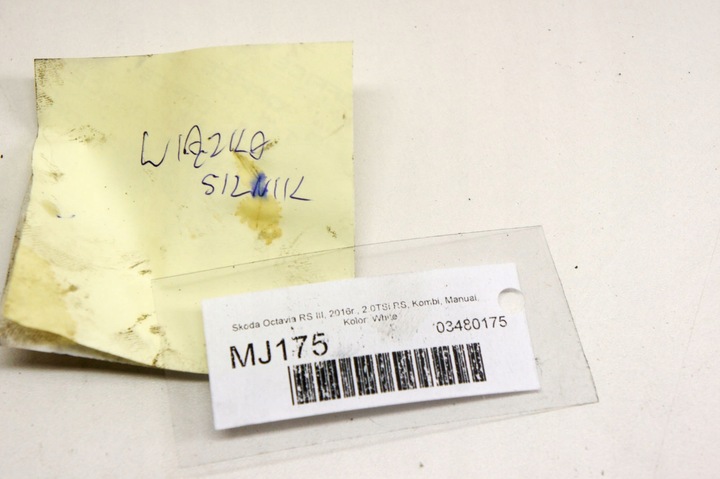 WIĄZKA
SILNIK
Skoda Octavia RS III, 2016r., 2.0TSI RS, Kombi, Manual,
Kolor: White
MJ175
03480175